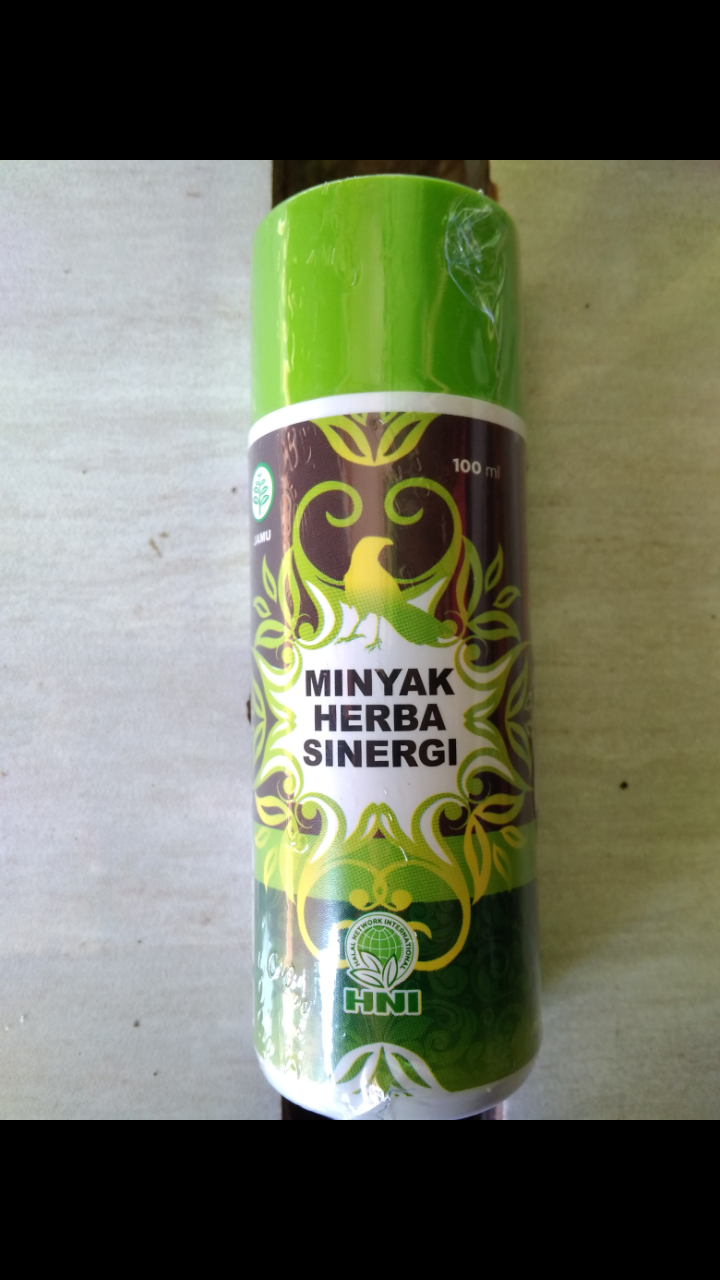 100 ml
JAMU
MINYAK
HERBA
SINERGI
HALAL NETWORK INTERNATIONAL
HNI